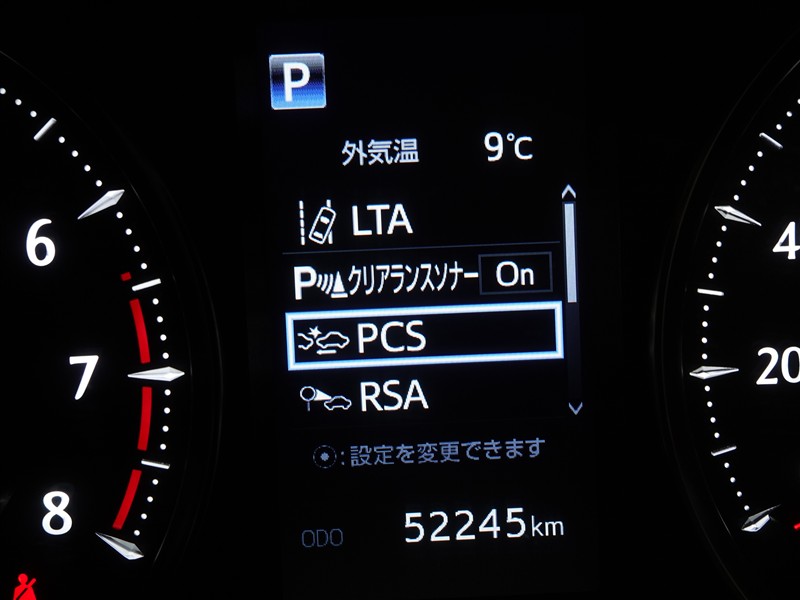 P
外気温 9℃
LTA
Pクリアランスソナー On
PCS
RSA
:設定を変更できます
ODO 52245km
6
7
8
4
20